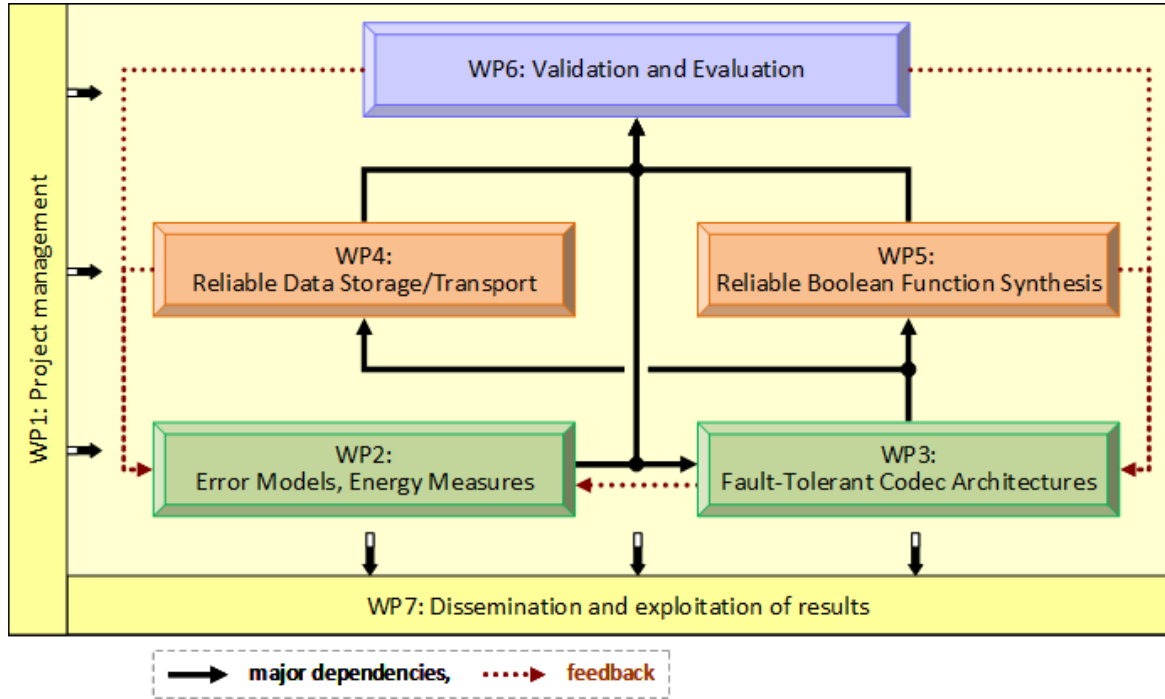 WP1: Project management
WP6: Validation and Evaluation
WP4:
Reliable Data Storage/Transport
WP5:
Reliable Boolean Function Synthesis
WP2:
Error Models, Energy Measures
WP3:
Fault-Tolerant Codec Architectures
WP7: Dissemination and exploitation of results
major dependencies, feedback